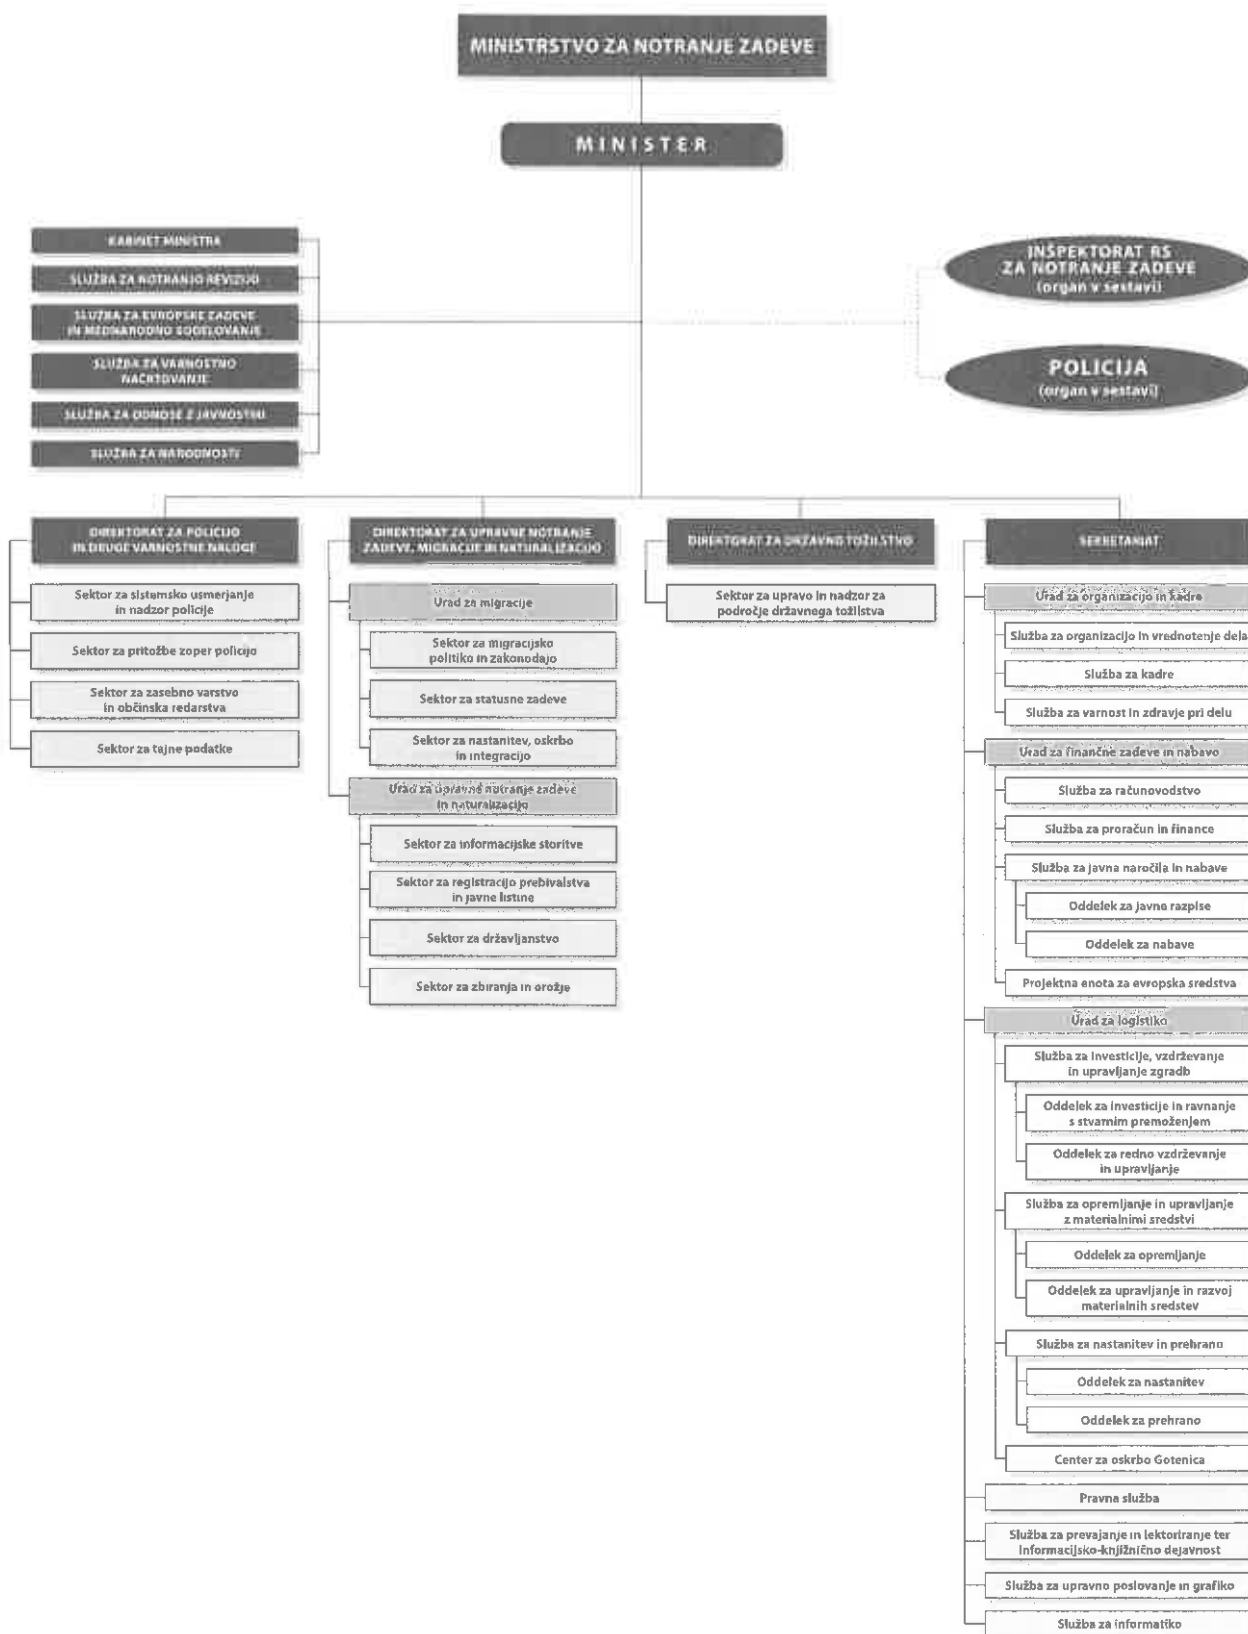 MINISTRSTVO ZA NOTRANJE ZADEVE
MINISTER
KABINET MINISTRA
SLUŽBA ZA NOTRANJO REVIZIJO
SLUŽBA ZA EVROPSKE ZADEVE
IN MEDNARODNO SODELOVANJE
SLUŽBA ZA VARNOSTNO
NAČRTOVANJE
SLUŽBA ZA ODNOSE Z JAVNOSTMI
SLUŽBA ZA NARODNOSTI
INŠPEKTORAT RS
ZA NOTRANJE ZADEVE
(organ v sestavi)
POLICIJA
(organ v sestavi)
DIREKTORAT ZA POLICIJO
IN DRUGE VARNOSTNE NALOGE
Sektor za sistemsko usmerjanje
in nadzor policije
Sektor za pritožbe zoper policijo
Sektor za zasebno varstvo
in občinska redarstva
Sektor za tajne podatke
DIREKTORAT ZA UPRAVNE NOTRANJE
ZADEVE, MIGRACIJE IN NATURALIZACIJO
Urad za migracije
Sektor za migracijsko
politiko in zakonodajo
Sektor za statusne zadeve
Sektor za nastanitev, oskrbo
in integracijo
Urad za upravne notranje zadeve
in naturalizacijo
Sektor za informacijske storitve
Sektor za registracijo prebivalstva
in javne listine
Sektor za državljanstvo
Sektor za zbiranja in orožje
DIREKTORAT ZA DRŽAVNO TOŽILSTVO
Sektor za upravo in nadzor za
področje državnega tožilstva
SEKRETARIAT
Urad za organizacijo in kadre
Služba za organizacijo in vrednotenje dela
Služba za kadre
Služba za varnost in zdravje pri delu
Urad za finančne zadeve in nabavo
Služba za računovodstvo
Služba za proračun in finance
Služba za javna naročila in nabave
Oddelek za javne razpise
Oddelek za nabave
Projektna enota za evropska sredstva
Urad za logistiko
Služba za investicije, vzdrževanje
in upravljanje zgradb
Oddelek za investicije in ravnanje
s stvarnim premoženjem
Oddelek za redno vzdrževanje
in upravljanje
Služba za opremljanje in upravljanje
z materialnimi sredstvi
Oddelek za opremljanje
Oddelek za upravljanje in razvoj
materialnih sredstev
Služba za nastanitev in prehrano
Oddelek za nastanitev
Oddelek za prehrano
Center za oskrbo Gotenica
Pravna služba
Služba za prevajanje in lektoriranje ter
informacijsko-knjižnično dejavnost
Služba za upravno poslovanje in grafiko
Služba za informatiko